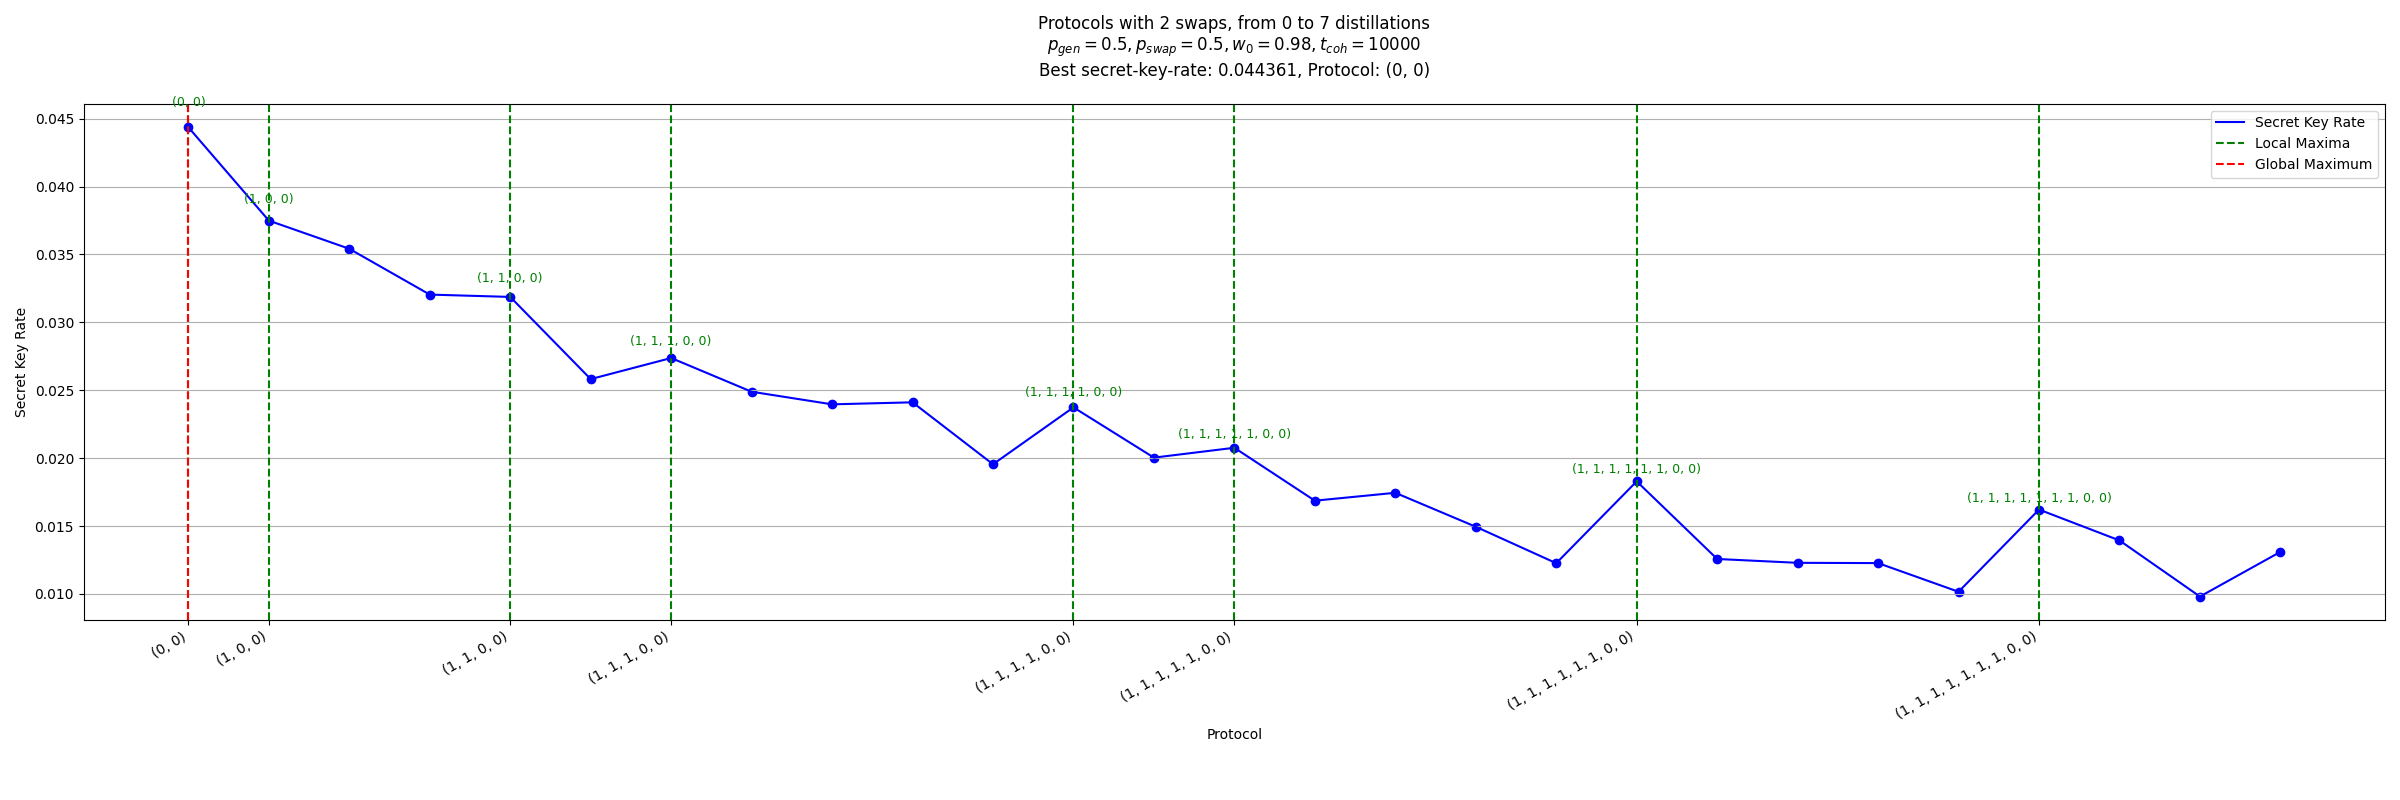 Protocols with 2 swaps, from 0 to 7 distillations
p_gen = 0.5, p_swap = 0.5, w_0 = 0.98, t_coh = 10000
Best secret-key-rate: 0.044361, Protocol: (0, 0)
Secret Key Rate
Local Maxima
Global Maximum
(0, 0)
(1, 0, 0)
(1, 1, 0, 0)
(1, 1, 1, 0, 0)
(1, 1, 1, 1, 0, 0)
(1, 1, 1, 1, 1, 0, 0)
(1, 1, 1, 1, 1, 1, 0, 0)
(1, 1, 1, 1, 1, 1, 1, 0, 0)
Secret Key Rate
0.045
0.040
0.035
0.030
0.025
0.020
0.015
0.010
(0, 0)
(1, 0, 0)
(1, 1, 0, 0)
(1, 1, 1, 0, 0)
(1, 1, 1, 1, 0, 0)
(1, 1, 1, 1, 1, 0, 0)
(1, 1, 1, 1, 1, 1, 0, 0)
(1, 1, 1, 1, 1, 1, 1, 0, 0)
Protocol